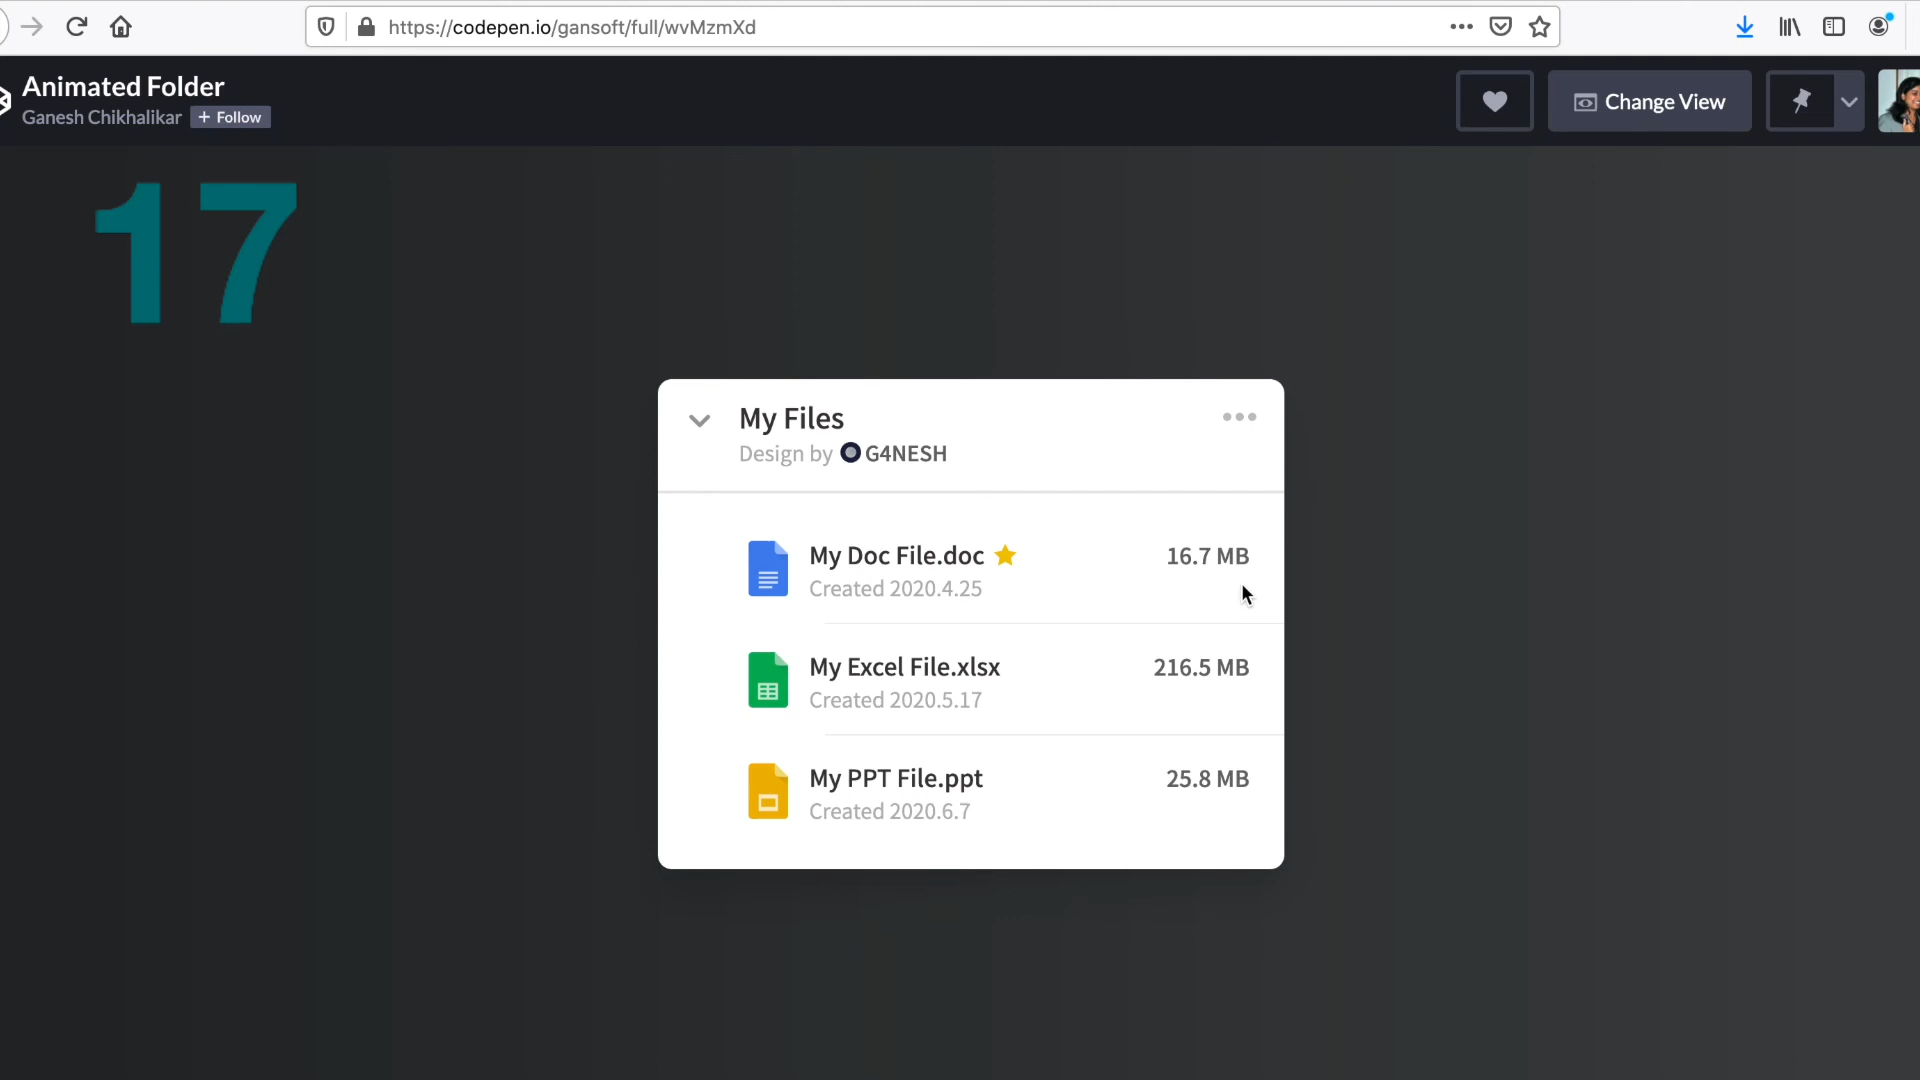 https://codepen.io/gansoft/full/wvMzmXd
Animated Folder
Ganesh Chikhalikar + Follow
Change View
17
My Files
Design by G4NESH
My Doc File.doc 16.7 MB
Created 2020.4.25
My Excel File.xlsx 216.5 MB
Created 2020.5.17
My PPT File.ppt 25.8 MB
Created 2020.6.7